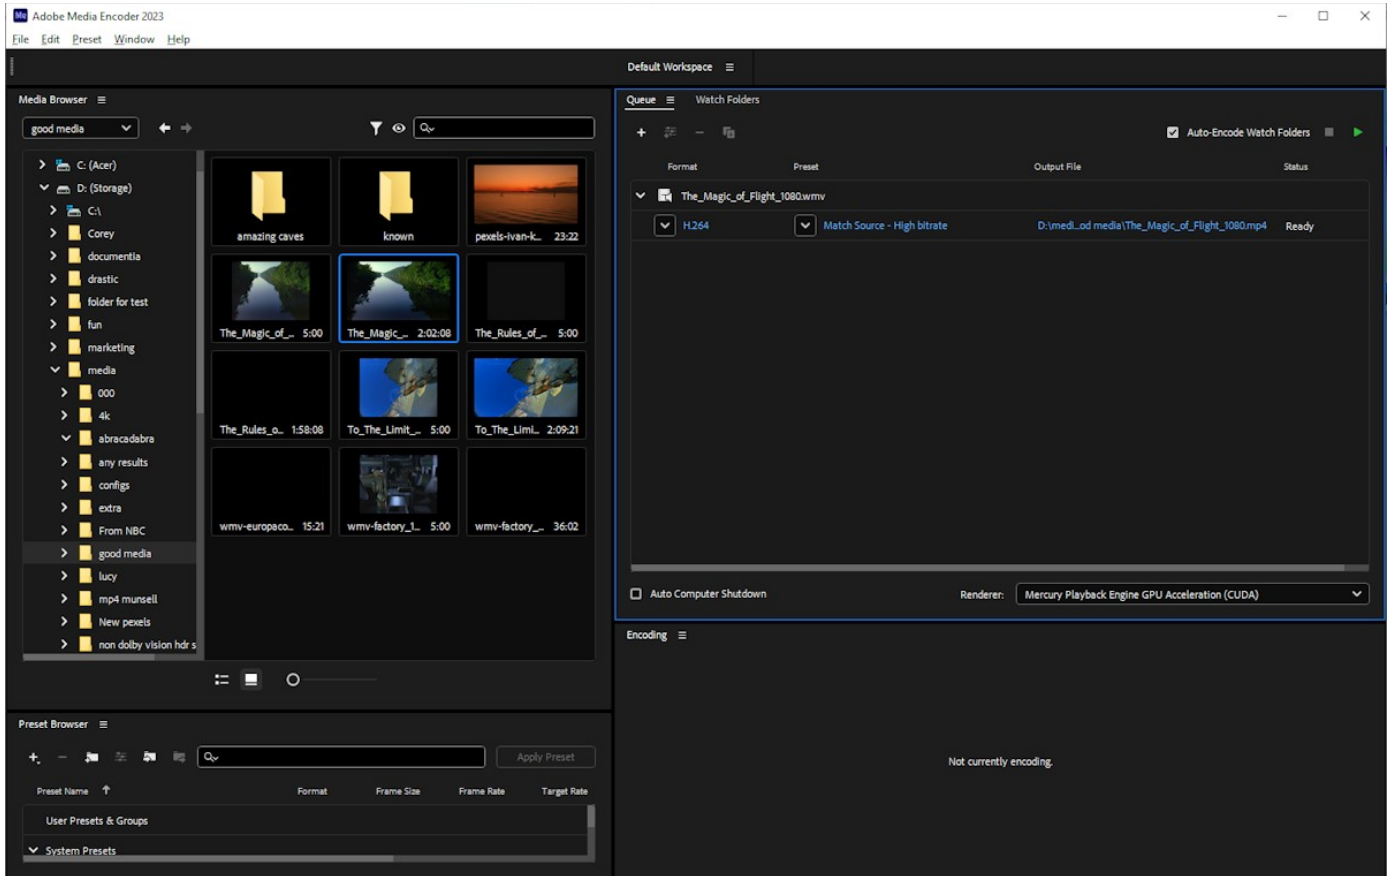 Me Adobe Media Encoder 2023
File Edit Preset Window Help
Default Workspace
Media Browser
good media
C: (Acer)
D: (Storage)
C:\
Corey
documentia
drastic
folder for test
fun
marketing
media
000
4k
abracadabra
any results
configs
extra
From NBC
good media
lucy
mp4 munsell
New pexels
non dolby vision hdr s
amazing caves
known
pexels-ivan-k... 23:22
The_Magic_of_... 5:00
The_Magic_... 2:02:08
The_Rules_of_... 5:00
The_Rules_o... 1:58:08
To_The_Limit_... 5:00
To_The_Limi... 2:09:21
wmv-europaco... 15:21
wmv-factory_1... 5:00
wmv-factory_... 36:02
Preset Browser
Apply Preset
Preset Name Format Frame Size Frame Rate Target Rate
User Presets & Groups
System Presets
Queue Watch Folders
Auto-Encode Watch Folders
Format Preset Output File Status
The_Magic_of_Flight_1080.wmv
H.264 Match Source - High bitrate D:\medi...od media\The_Magic_of_Flight_1080.mp4 Ready
Auto Computer Shutdown Renderer: Mercury Playback Engine GPU Acceleration (CUDA)
Encoding
Not currently encoding.